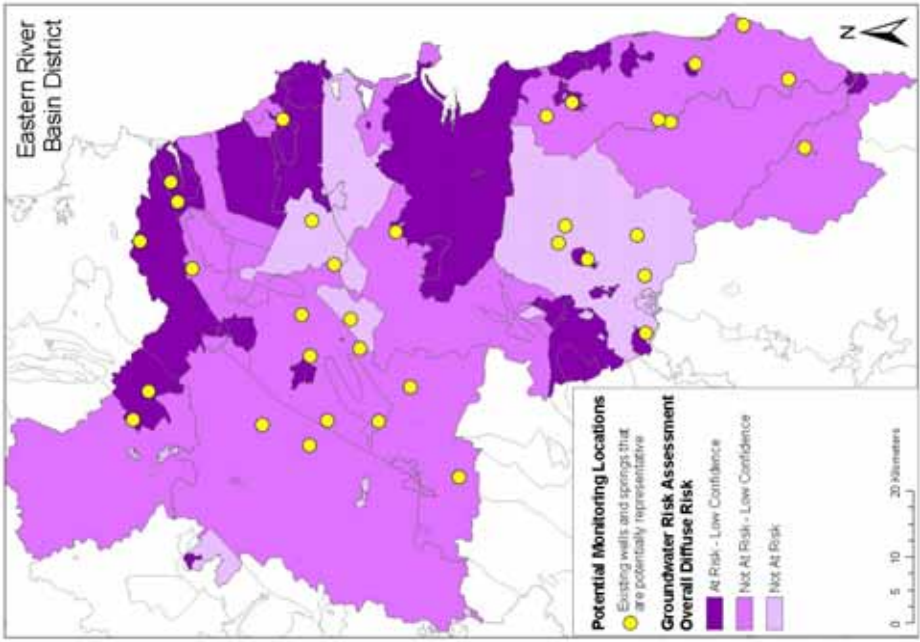 Eastern River
Basin District
N
Potential Monitoring Locations
Existing wells and springs that
are potentially representative
Groundwater Risk Assessment
Overall Diffuse Risk
At Risk - Low Confidence
Not At Risk - Low Confidence
Not At Risk
0 5 10 20 Kilometers